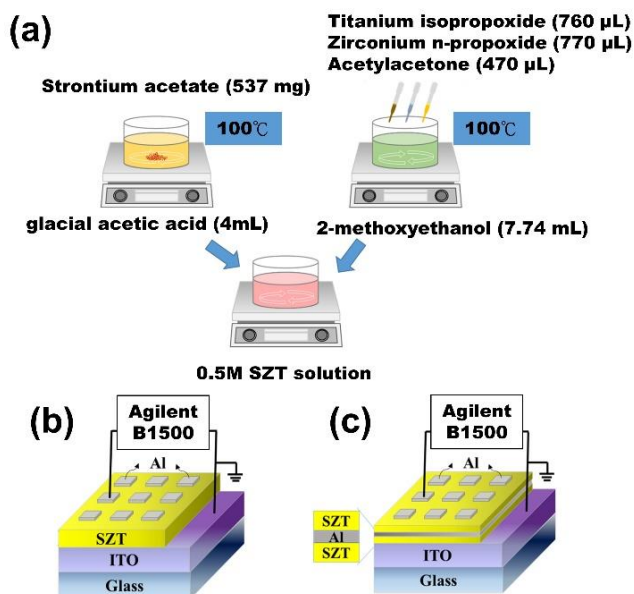 (a)
Titanium isopropoxide (760 µL)
Zirconium n-propoxide (770 µL)
Acetylacetone (470 µL)
Strontium acetate (537 mg)
100℃
100℃
glacial acetic acid (4mL)
2-methoxyethanol (7.74 mL)
0.5M SZT solution
(b)
Agilent
B1500
Al
SZT
ITO
Glass
(c)
Agilent
B1500
Al
SZT
Al
SZT
ITO
Glass